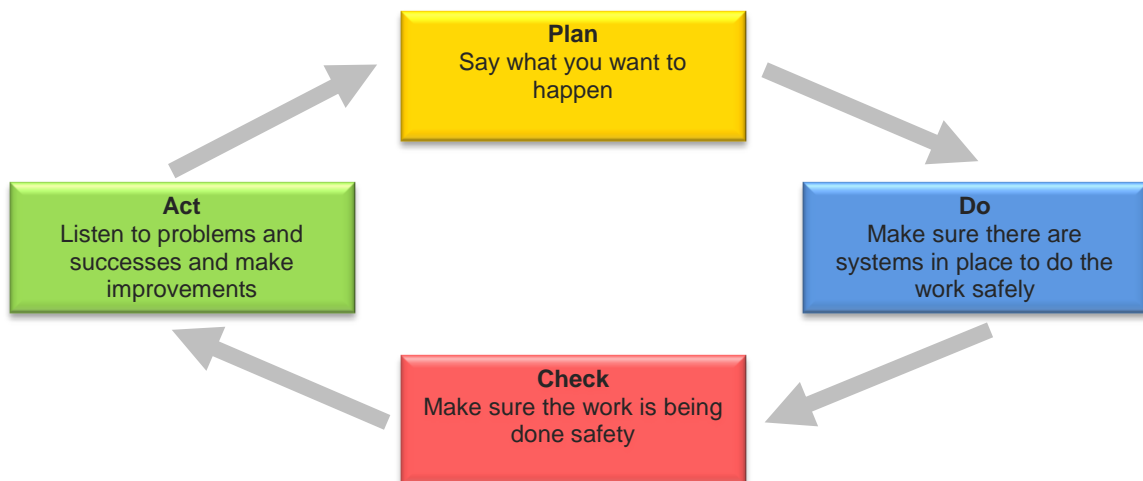 Plan
Say what you want to
happen
Act
Listen to problems and
successes and make
improvements
Do
Make sure there are
systems in place to do the
work safely
Check
Make sure the work is being
done safety